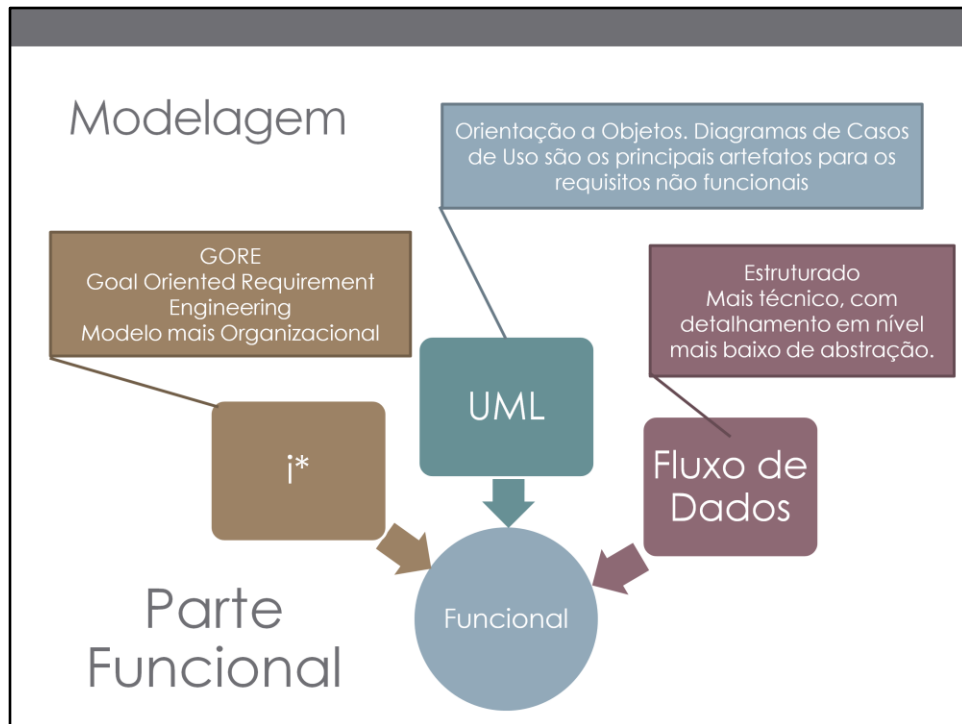 Modelagem
Orientação a Objetos. Diagramas de Casos
de Uso são os principais artefatos para os
requisitos não funcionais
GORE
Goal Oriented Requirement
Engineering
Modelo mais Organizacional
Estruturado
Mais técnico, com
detalhamento em nível
mais baixo de abstração.
UML
i*
Fluxo de
Dados
Funcional
Parte
Funcional